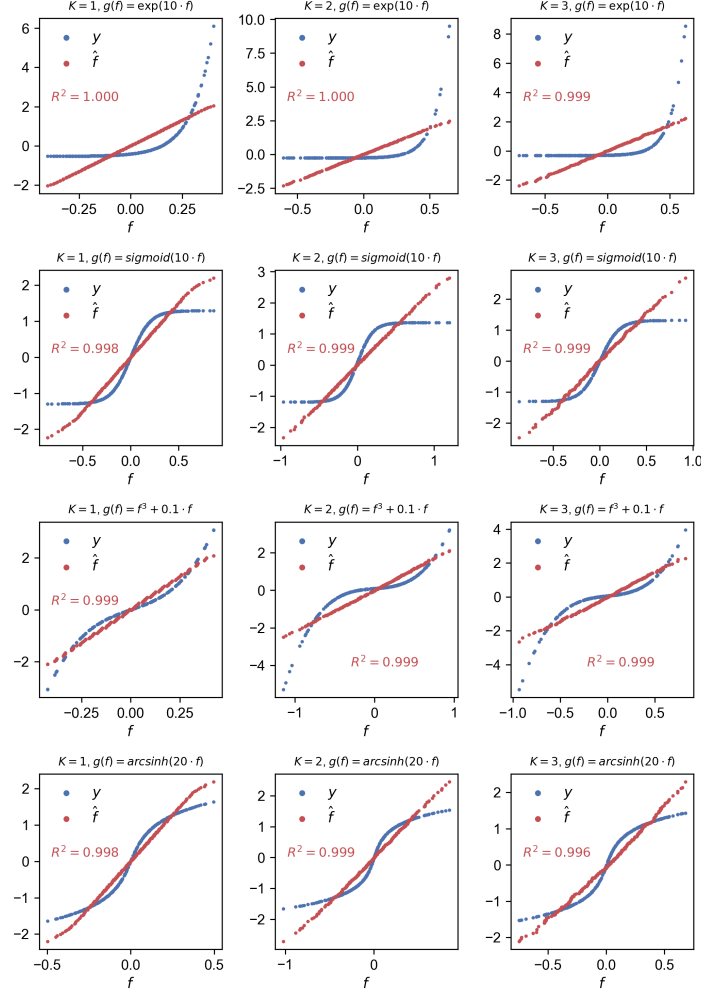 K = 1, g(f) = exp(10 · f)
y
f̂
R² = 1.000
6
4
2
0
−2
−0.25
0.00
0.25
f
K = 2, g(f) = exp(10 · f)
y
f̂
R² = 1.000
10.0
7.5
5.0
2.5
0.0
−2.5
−0.5
0.0
0.5
f
K = 3, g(f) = exp(10 · f)
y
f̂
R² = 0.999
8
6
4
2
0
−2
−0.5
0.0
0.5
f
K = 1, g(f) = sigmoid(10 · f)
y
f̂
R² = 0.998
2
1
0
−1
−2
−0.5
0.0
0.5
f
K = 2, g(f) = sigmoid(10 · f)
y
f̂
R² = 0.999
3
2
1
0
−1
−2
−1
0
1
f
K = 3, g(f) = sigmoid(10 · f)
y
f̂
R² = 0.999
2
1
0
−1
−2
−0.5
0.0
0.5
1.0
f
K = 1, g(f) = f³ + 0.1 · f
y
f̂
R² = 0.999
2
0
−2
−0.25
0.00
0.25
f
K = 2, g(f) = f³ + 0.1 · f
y
f̂
R² = 0.999
2
0
−2
−4
−1
0
1
f
K = 3, g(f) = f³ + 0.1 · f
y
f̂
R² = 0.999
4
2
0
−2
−4
−1.0
−0.5
0.0
0.5
f
K = 1, g(f) = arcsinh(20 · f)
y
f̂
R² = 0.998
2
1
0
−1
−2
−0.5
0.0
0.5
f
K = 2, g(f) = arcsinh(20 · f)
y
f̂
R² = 0.999
2
1
0
−1
−2
−1
0
f
K = 3, g(f) = arcsinh(20 · f)
y
f̂
R² = 0.996
2
1
0
−1
−2
−0.5
0.0
0.5
f